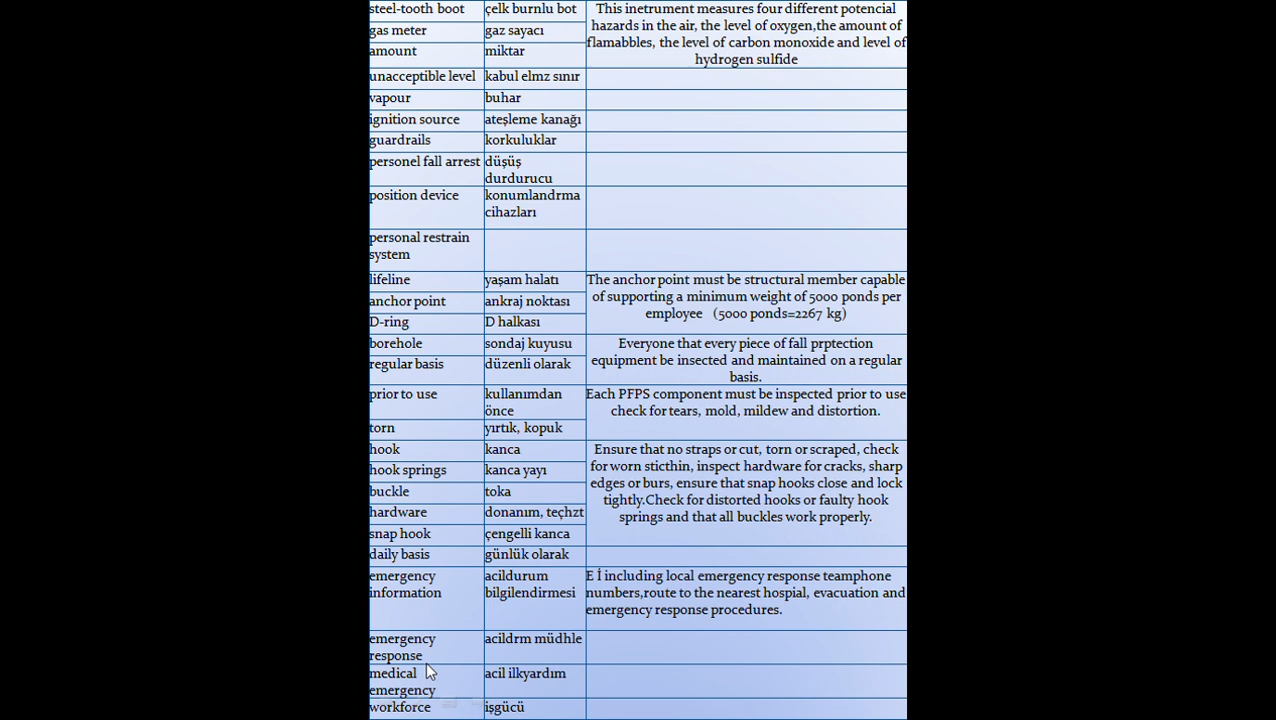 steel-tooth boot	çelk burnlu bot	This inetrument measures four different potencial
hazards in the air, the level of oxygen,the amount of
gas meter	gaz sayacı
flamabbles, the level of carbon monoxide and level of
amount	miktar
hydrogen sulfide
unacceptible level	kabul elmz sınır
vapour	buhar
ignition source	ateşleme kanağı
guardrails	korkuluklar
personel fall arrest	düşüş
durdurucu
position device	konumlandrma
cihazları
personal restrain
system
lifeline	yaşam halatı	The anchor point must be structural member capable
of supporting a minimum weight of 5000 ponds per
anchor point	ankraj noktası
employee (5000 ponds=2267 kg)
D-ring	D halkası
borehole	sondaj kuyusu	Everyone that every piece of fall prptection
equipment be insected and maintained on a regular
regular basis	düzenli olarak
basis.
prior to use	kullanımdan	Each PFPS component must be inspected prior to use
önce	check for tears, mold, mildew and distortion.
torn	yırtık, kopuk
hook	kanca	Ensure that no straps or cut, torn or scraped, check
for worn sticthin, inspect hardware for cracks, sharp
hook springs	kanca yayı
edges or burs, ensure that snap hooks close and lock
buckle	toka
tightly.Check for distorted hooks or faulty hook
hardware	donanım, teçhzt
springs and that all buckles work properly.
snap hook	çengelli kanca
daily basis	günlük olarak
emergency	acildurum	E İ including local emergency response teamphone
information	bilgilendirmesi	numbers,route to the nearest hospial, evacuation and
emergency response procedures.
emergency	acildrm müdhle
response
medical	acil ilkyardım
emergency
workforce	işgücü